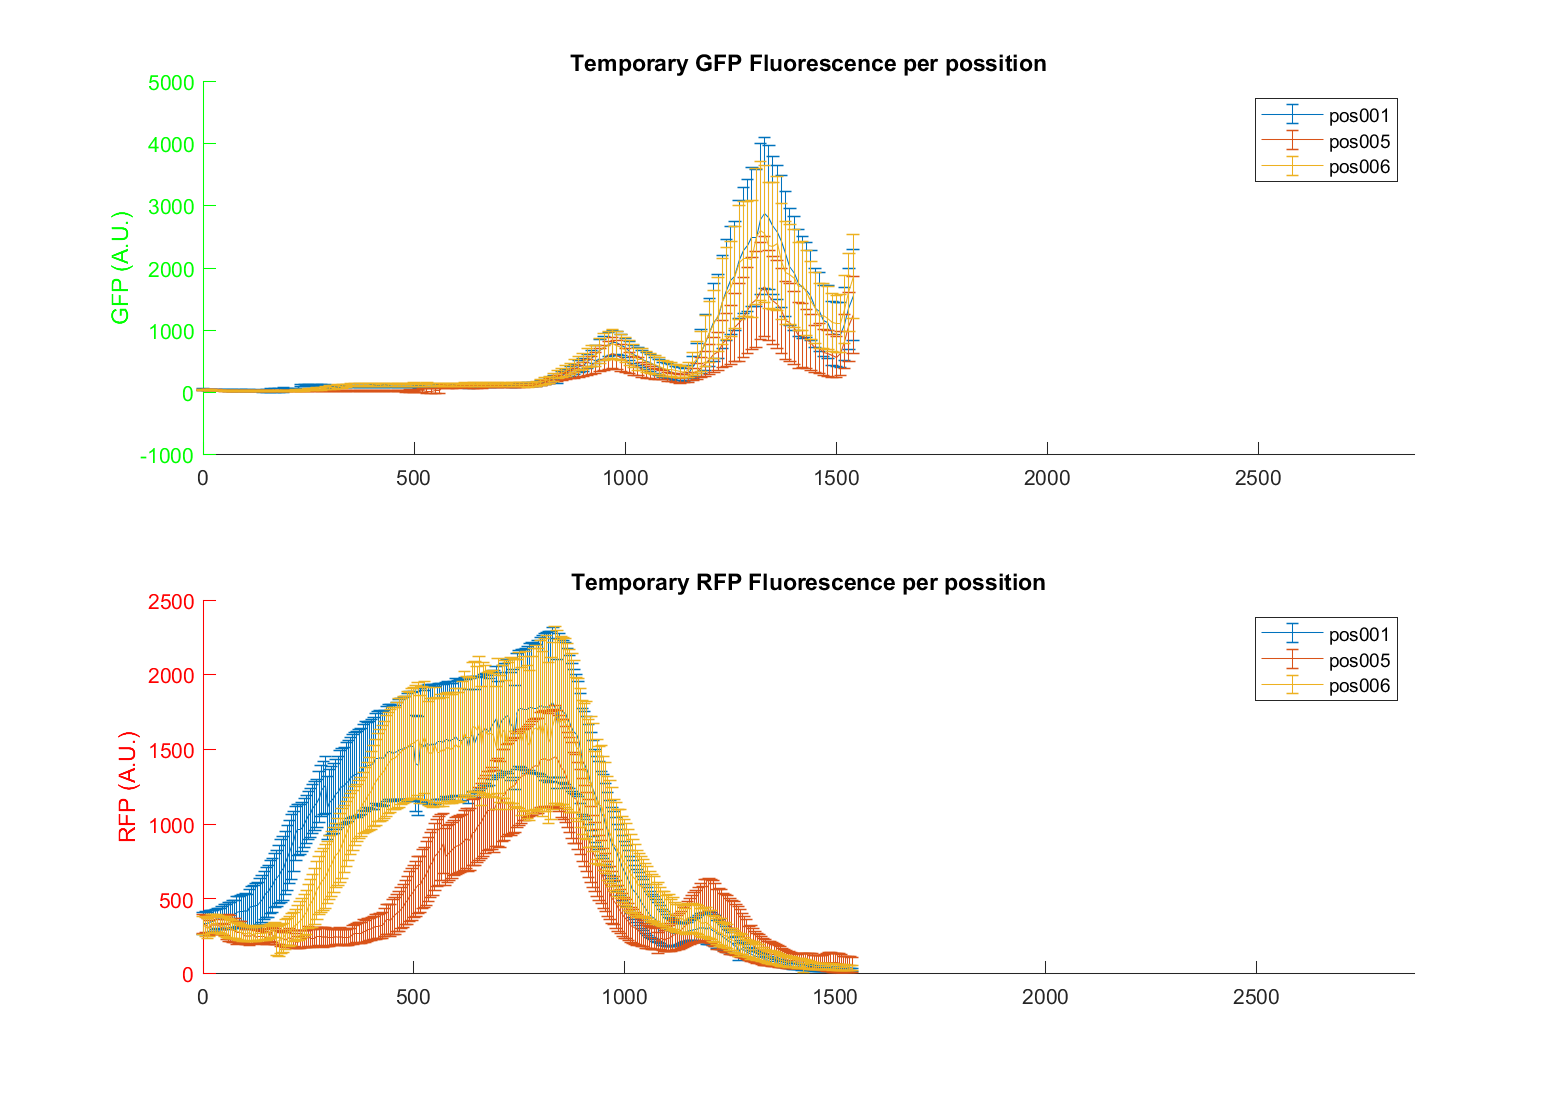 Temporary GFP Fluorescence per possition
5000
4000
3000
2000
1000
0
-1000
GFP (A.U.)
0 500 1000 1500 2000 2500
pos001
pos005
pos006
Temporary RFP Fluorescence per possition
2500
2000
1500
1000
500
0
RFP (A.U.)
0 500 1000 1500 2000 2500
pos001
pos005
pos006